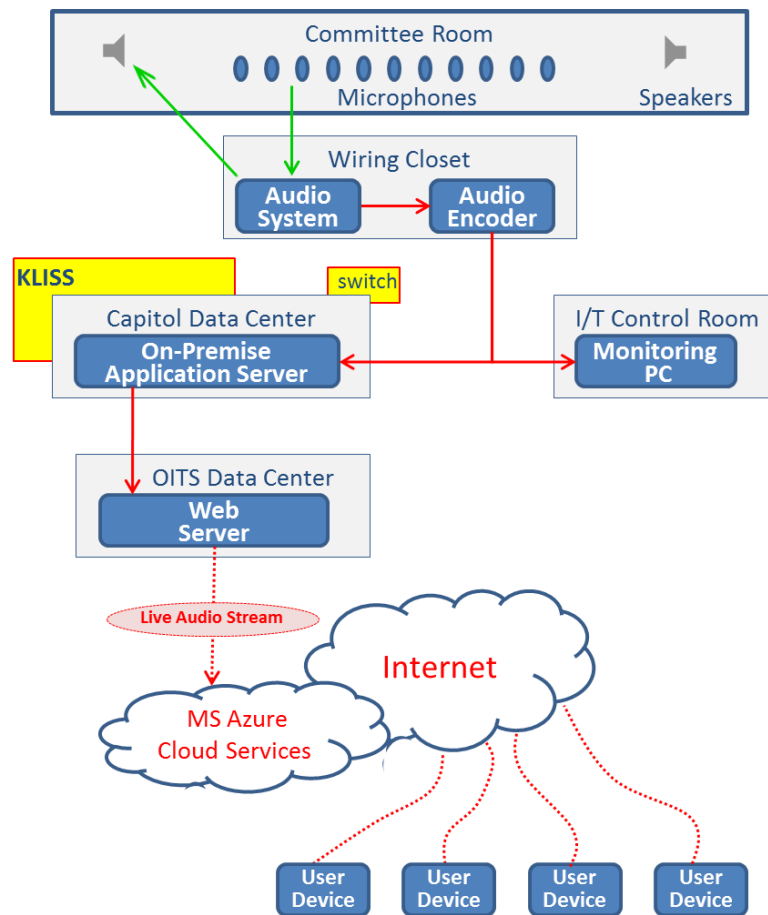 Committee Room
Microphones
Speakers
Wiring Closet
Audio
System
Audio
Encoder
KLISS
switch
Capitol Data Center
On-Premise
Application Server
I/T Control Room
Monitoring
PC
OITS Data Center
Web
Server
Live Audio Stream
Internet
MS Azure
Cloud Services
User
Device
User
Device
User
Device
User
Device